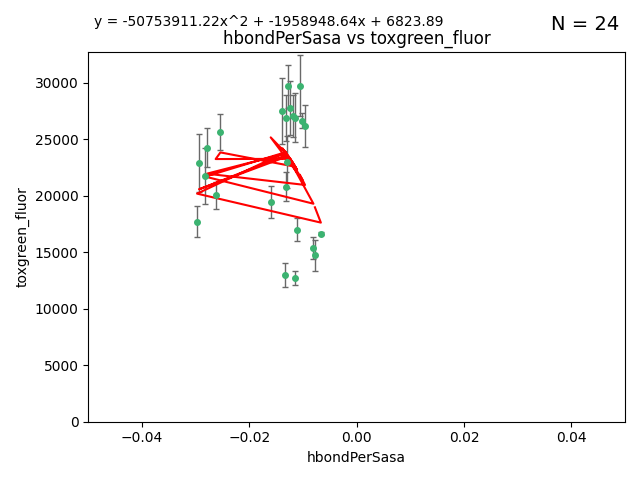 y = -50753911.22x^2 + -1958948.64x + 6823.89
N = 24
hbondPerSasa vs toxgreen_fluor
30000
25000
20000
15000
10000
5000
0
toxgreen_fluor
−0.04
−0.02
0.00
0.02
0.04
hbondPerSasa